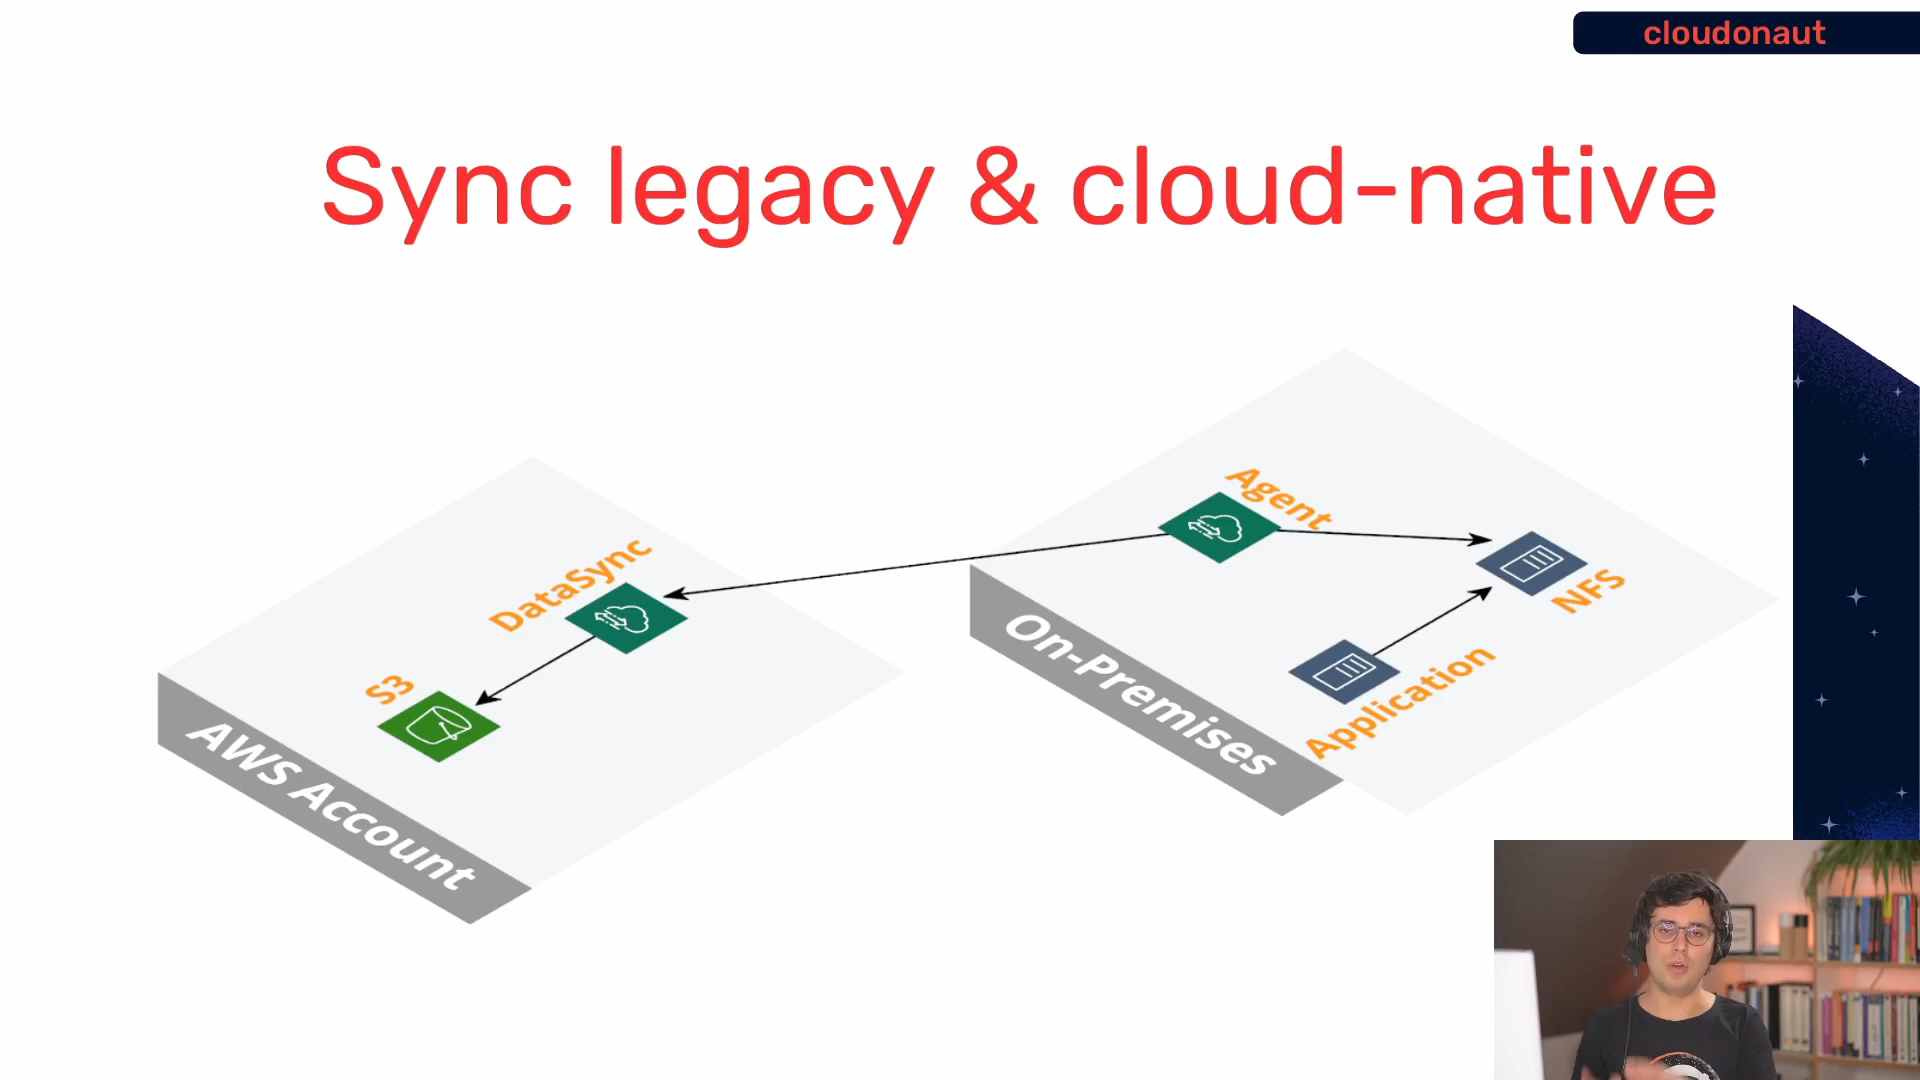 cloudonaut
Sync legacy & cloud-native
Agent
DataSync
NFS
On-Premises
Application
S3
AWS Account